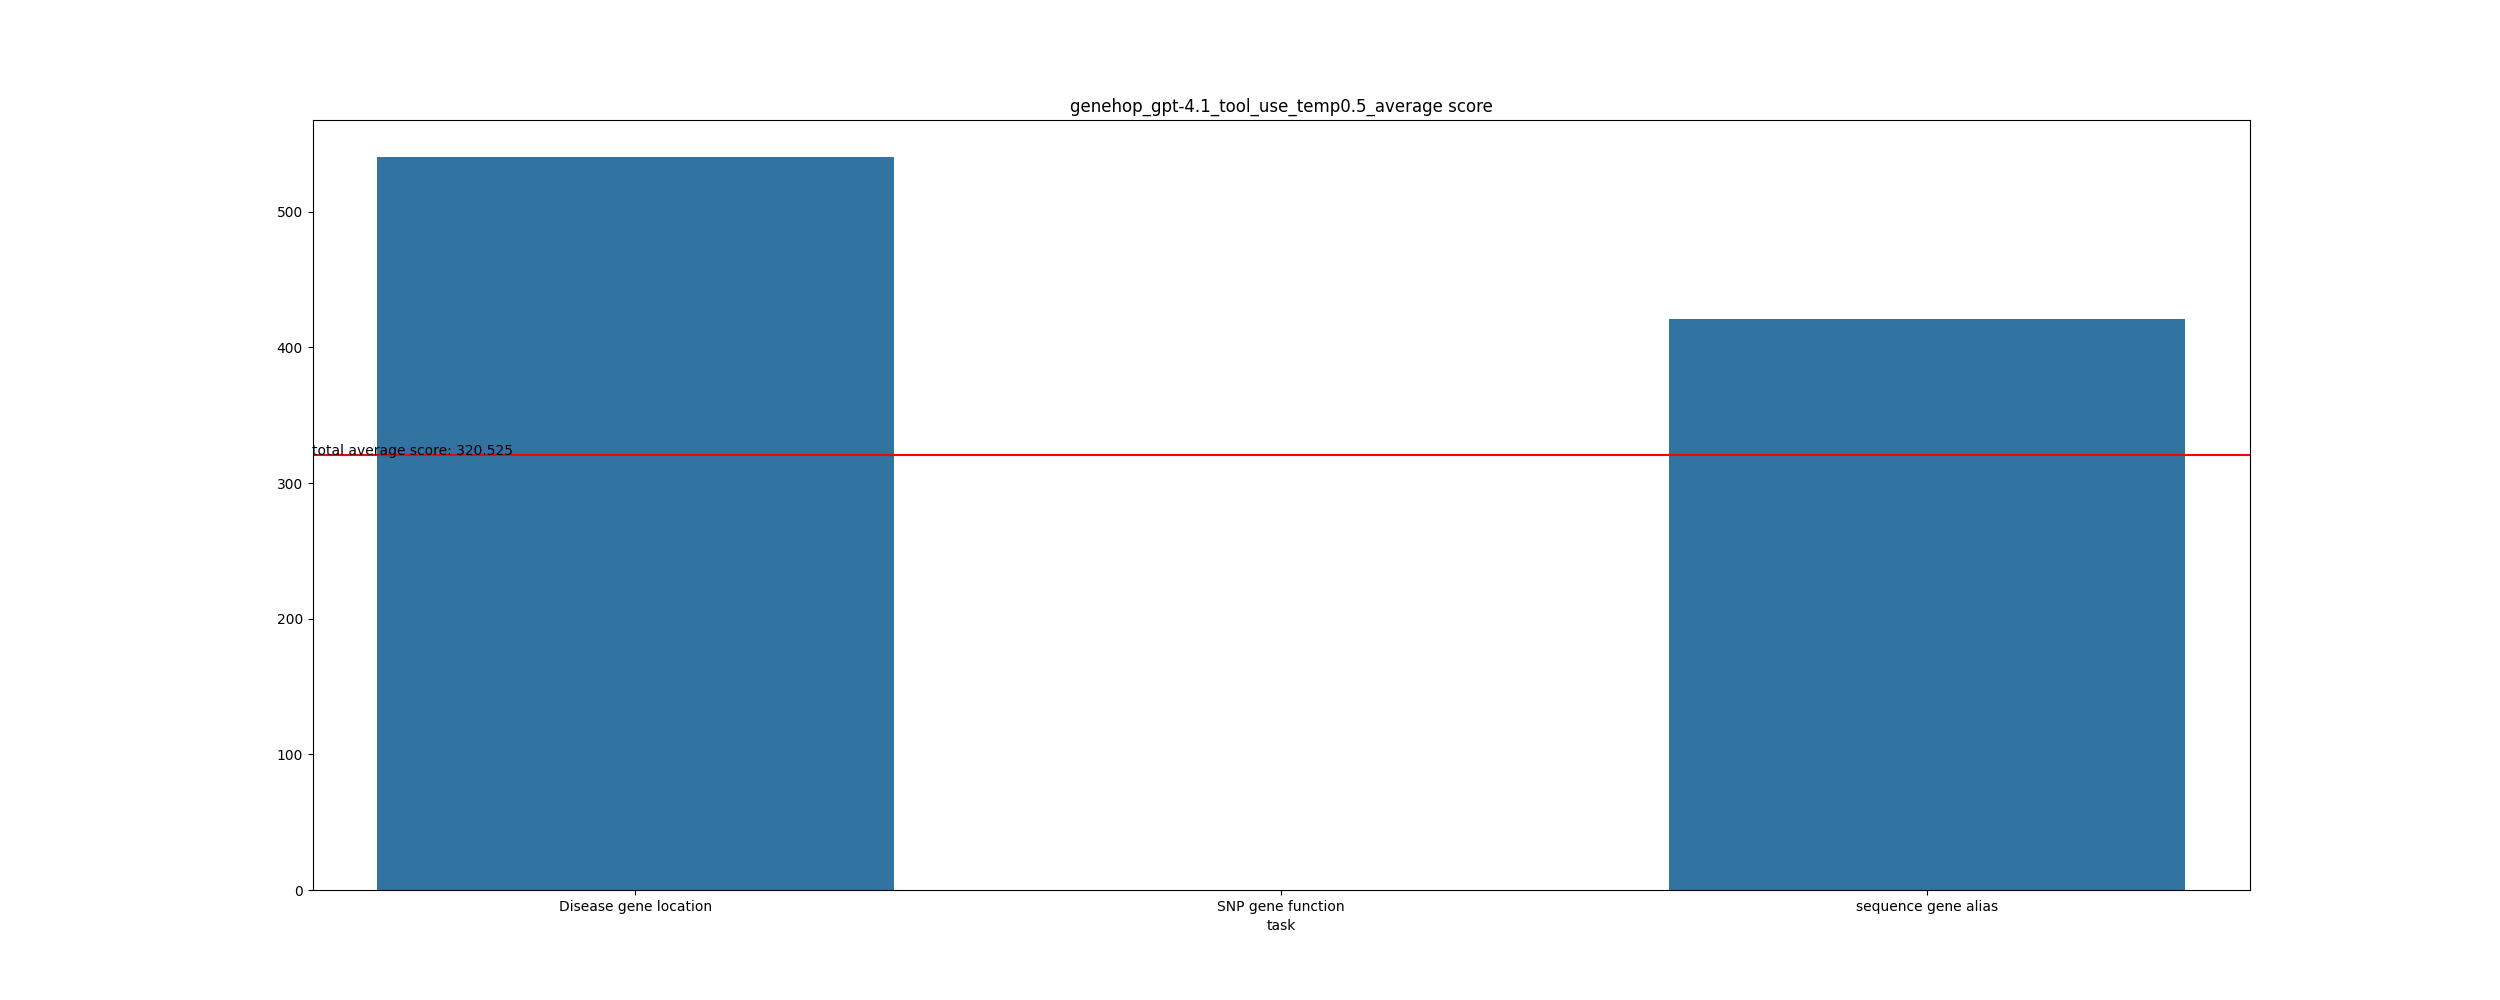 genehop_gpt-4.1_tool_use_temp0.5_average score
500
400
total average score: 320.525
300
200
100
0
Disease gene location
SNP gene function
sequence gene alias
task